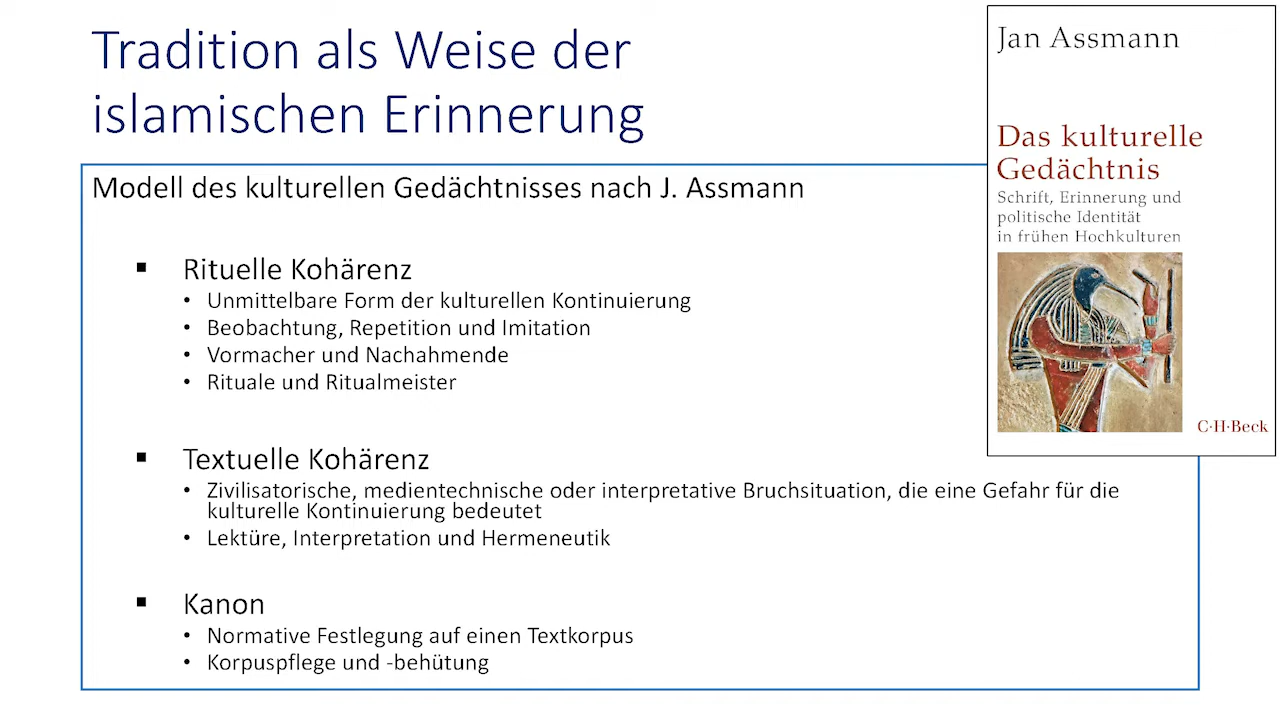 Tradition als Weise der
islamischen Erinnerung
Modell des kulturellen Gedächtnisses nach J. Assmann
▪ Rituelle Kohärenz
• Unmittelbare Form der kulturellen Kontinuierung
• Beobachtung, Repetition und Imitation
• Vormacher und Nachahmende
• Rituale und Ritualmeister
▪ Textuelle Kohärenz
• Zivilisatorische, medientechnische oder interpretative Bruchsituation, die eine Gefahr für die
kulturelle Kontinuierung bedeutet
• Lektüre, Interpretation und Hermeneutik
▪ Kanon
• Normative Festlegung auf einen Textkorpus
• Korpuspflege und -behütung
Jan Assmann
Das kulturelle
Gedächtnis
Schrift, Erinnerung und
politische Identität
in frühen Hochkulturen
C·H·Beck